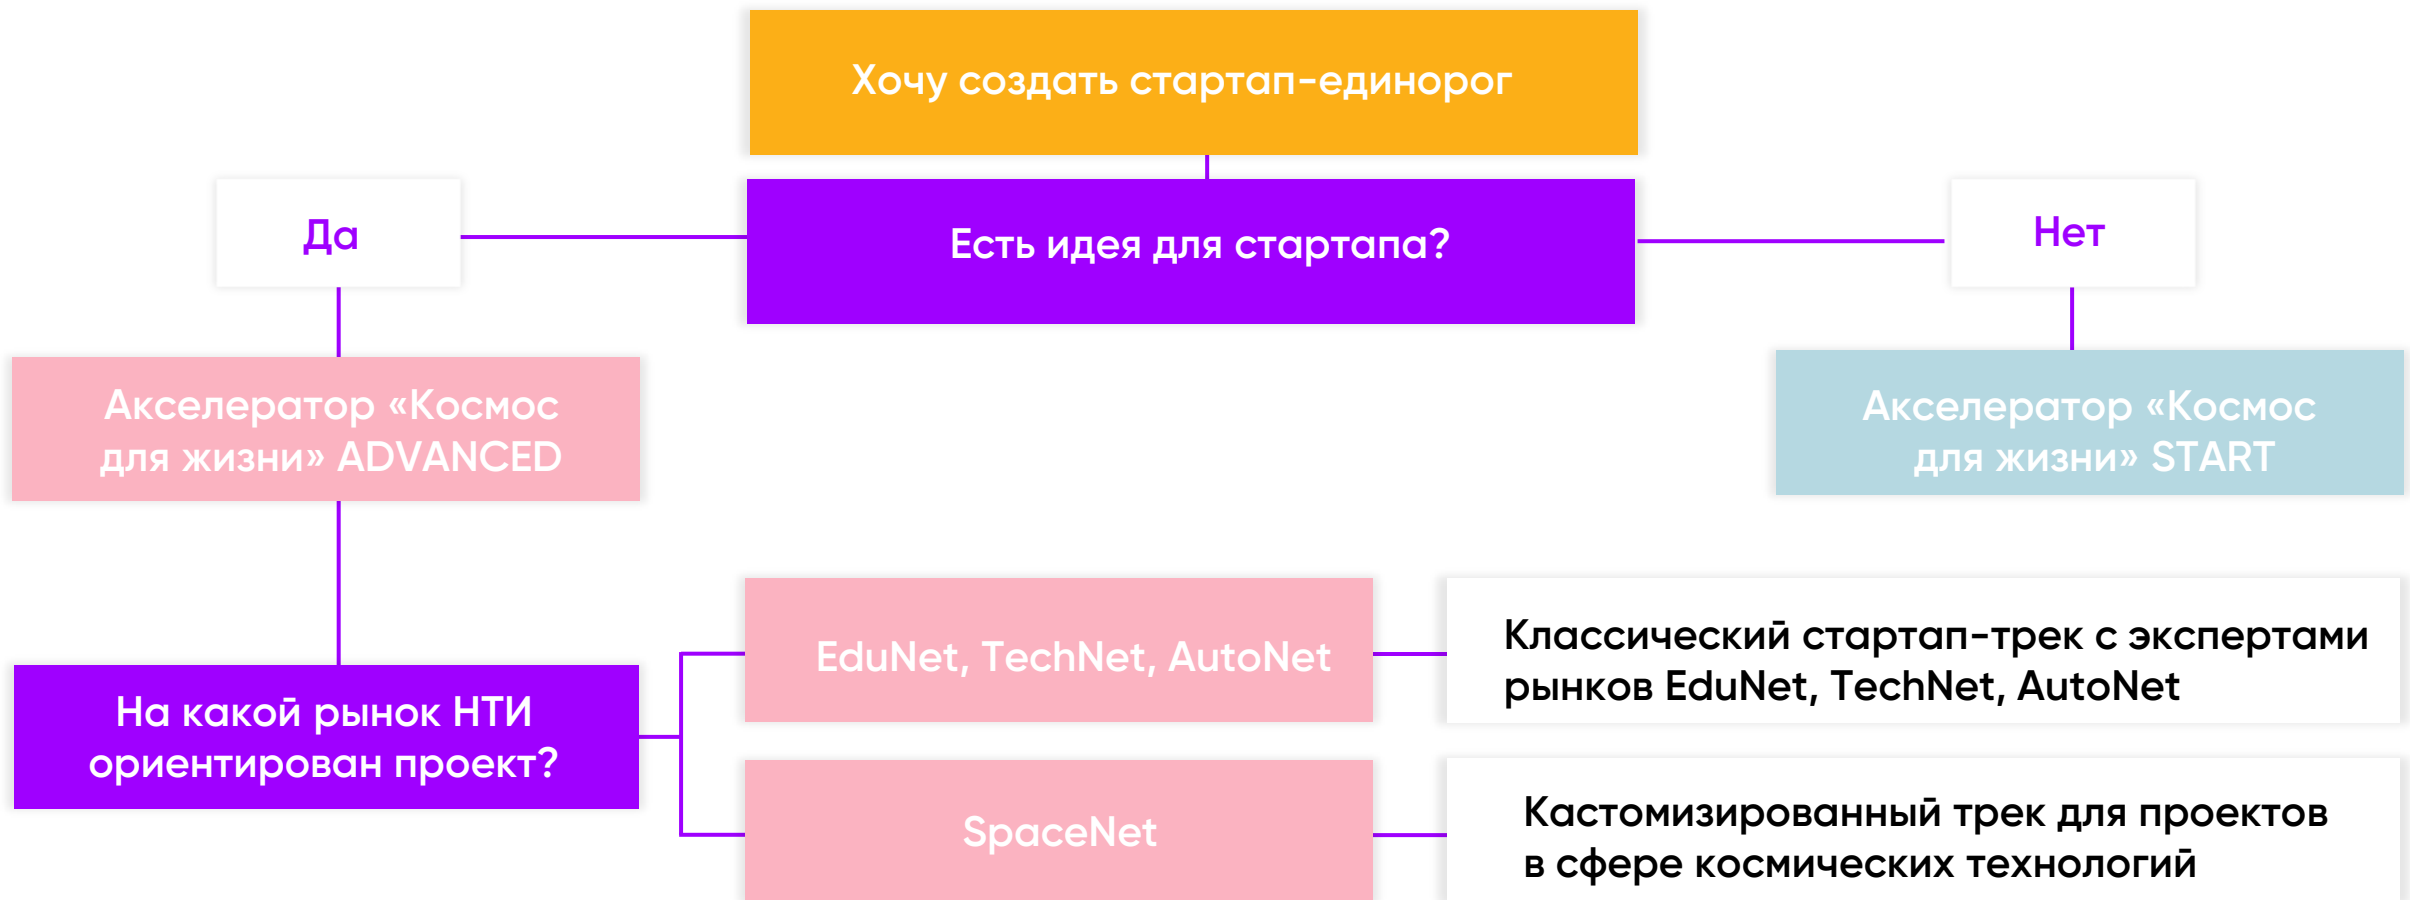 Хочу создать стартап-единорог
Да
Есть идея для стартапа?
Нет
Акселератор «Космос
для жизни» ADVANCED
Акселератор «Космос
для жизни» START
На какой рынок НТИ
ориентирован проект?
EduNet, TechNet, AutoNet
Классический стартап-трек с экспертами
рынков EduNet, TechNet, AutoNet
SpaceNet
Кастомизированный трек для проектов
в сфере космических технологий